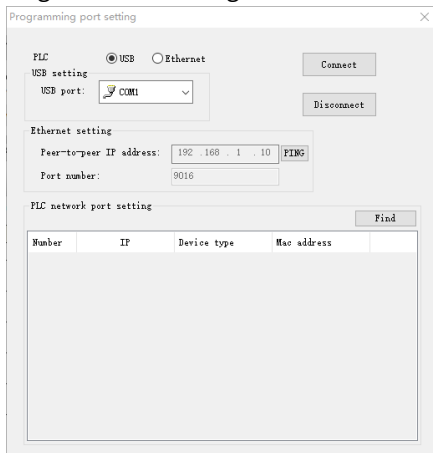 Programming port setting
PLC USB Ethernet
Connect
USB setting
USB port: COM1
Disconnect
Ethernet setting
Peer-to-peer IP address: 192 .168 . 1 . 10 PING
Port number: 9016
PLC network port setting
Find
Number IP Device type Mac address